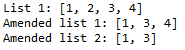 List 1: [1, 2, 3, 4]
Amended list 1: [1, 3, 4]
Amended list 2: [1, 3]